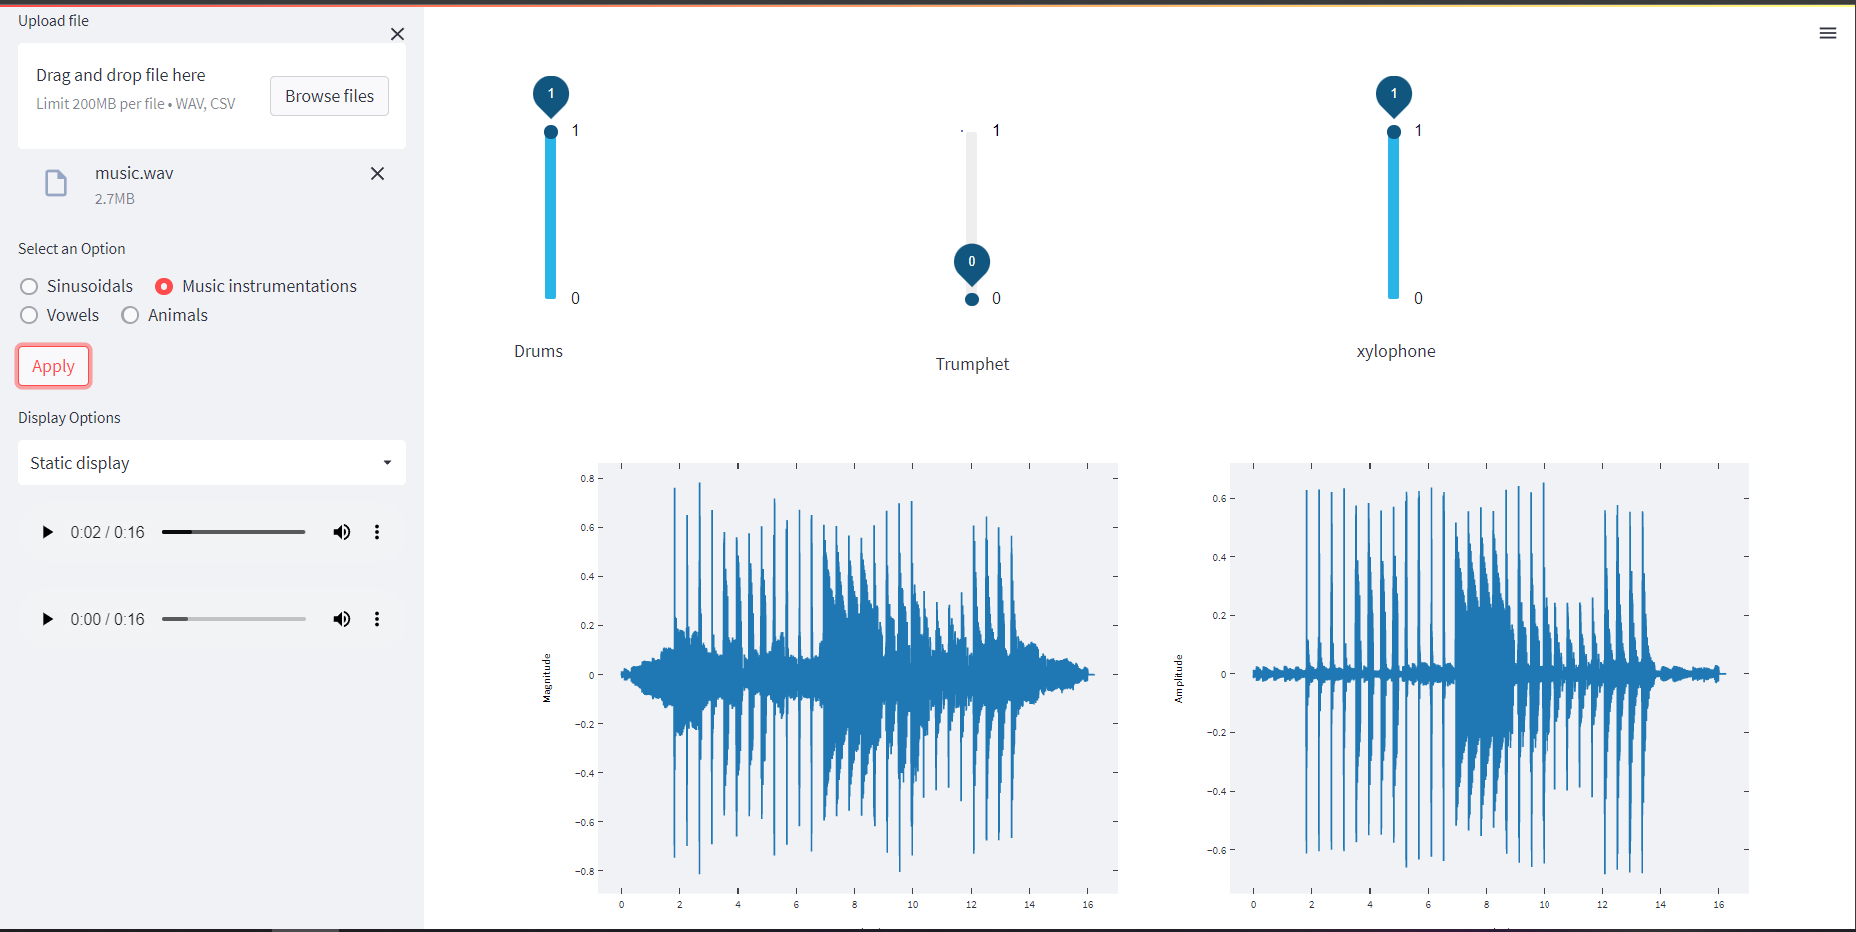 Upload file
Drag and drop file here
Limit 200MB per file • WAV, CSV
Browse files
music.wav
2.7MB
Select an Option
Sinusoidals Music instrumentations
Vowels Animals
Apply
Display Options
Static display
0:02 / 0:16
0:00 / 0:16
1
1
0
Drums
1
0
0
Trumphet
1
1
0
xylophone
0.8
0.6
0.4
0.2
0
−0.2
−0.4
−0.6
−0.8
Magnitude
0 2 4 6 8 10 12 14 16
0.6
0.4
0.2
0
−0.2
−0.4
−0.6
Amplitude
0 2 4 6 8 10 12 14 16